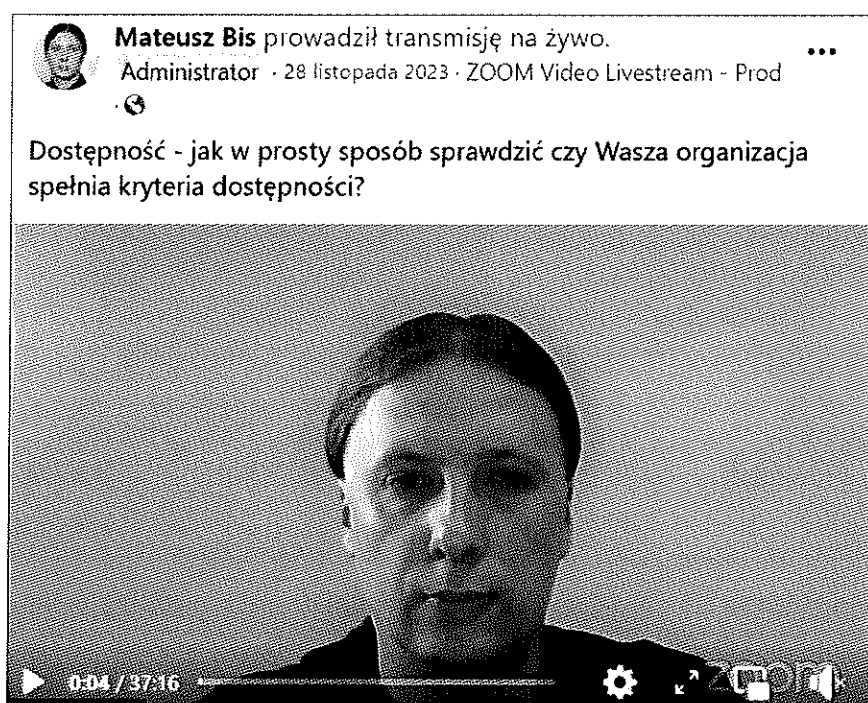 Mateusz Bis prowadził transmisję na żywo.
Administrator · 28 listopada 2023 · ZOOM Video Livestream - Prod
·
Dostępność - jak w prosty sposób sprawdzić czy Wasza organizacja
spełnia kryteria dostępności?
0:04 / 37:16
zoom